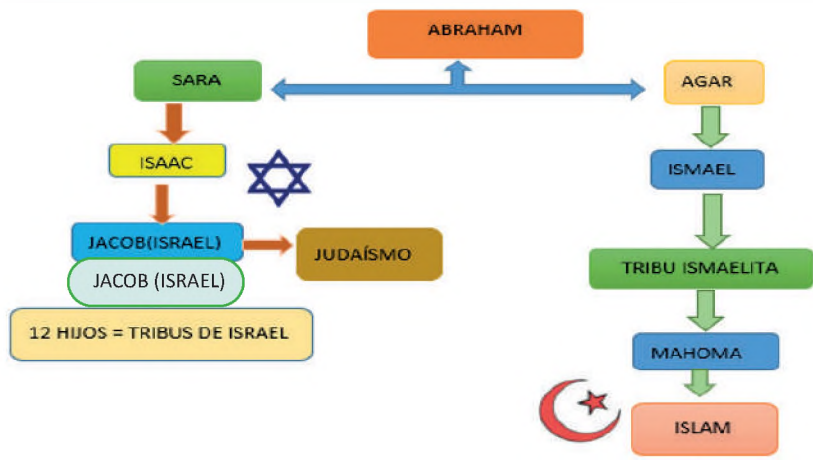 ABRAHAM
SARA
AGAR
ISAAC
ISMAEL
JACOB(ISRAEL)
JUDAÍSMO
JACOB (ISRAEL)
TRIBU ISMAELITA
12 HIJOS = TRIBUS DE ISRAEL
MAHOMA
ISLAM